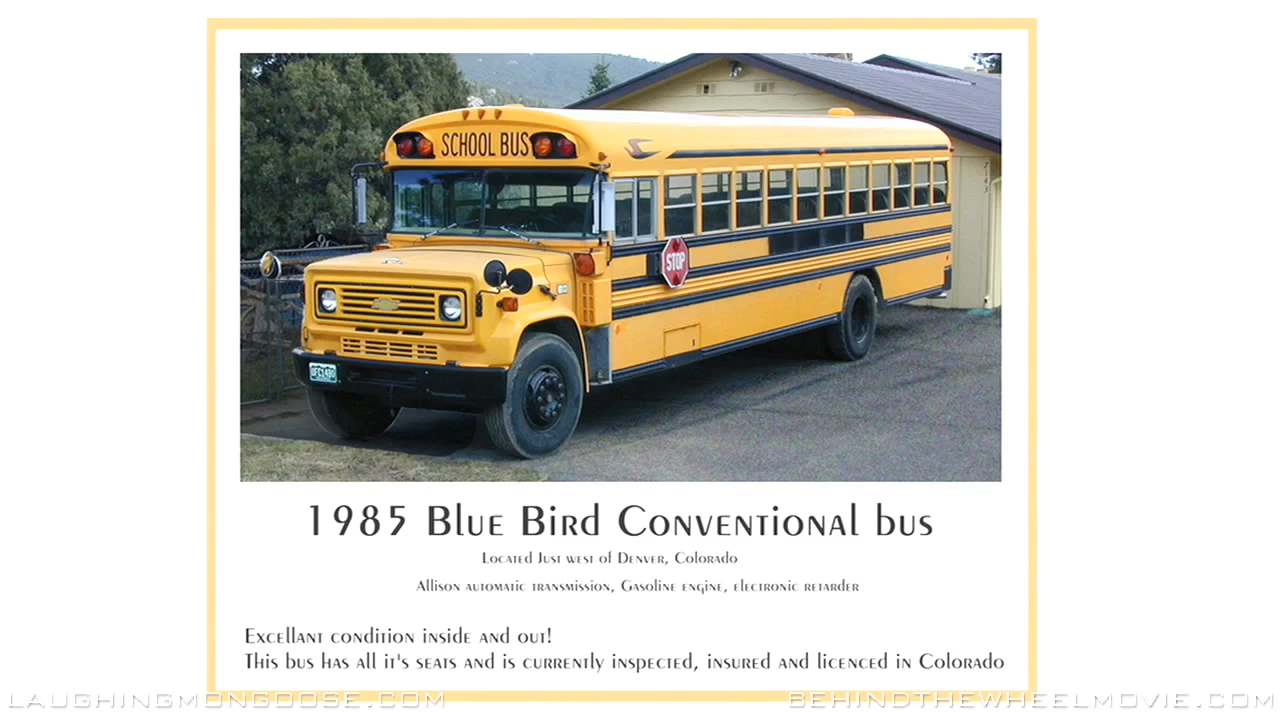 SCHOOL BUS
STOP
1985 Blue Bird Conventional bus
Located Just west of Denver, Colorado
Allison automatic transmission, Gasoline engine, electronic retarder
Excellant condition inside and out!
This bus has all it's seats and is currently inspected, insured and licenced in Colorado
LAUGHINGMONGOOSE.COM
BEHINDTHEWHEELMOVIE.COM